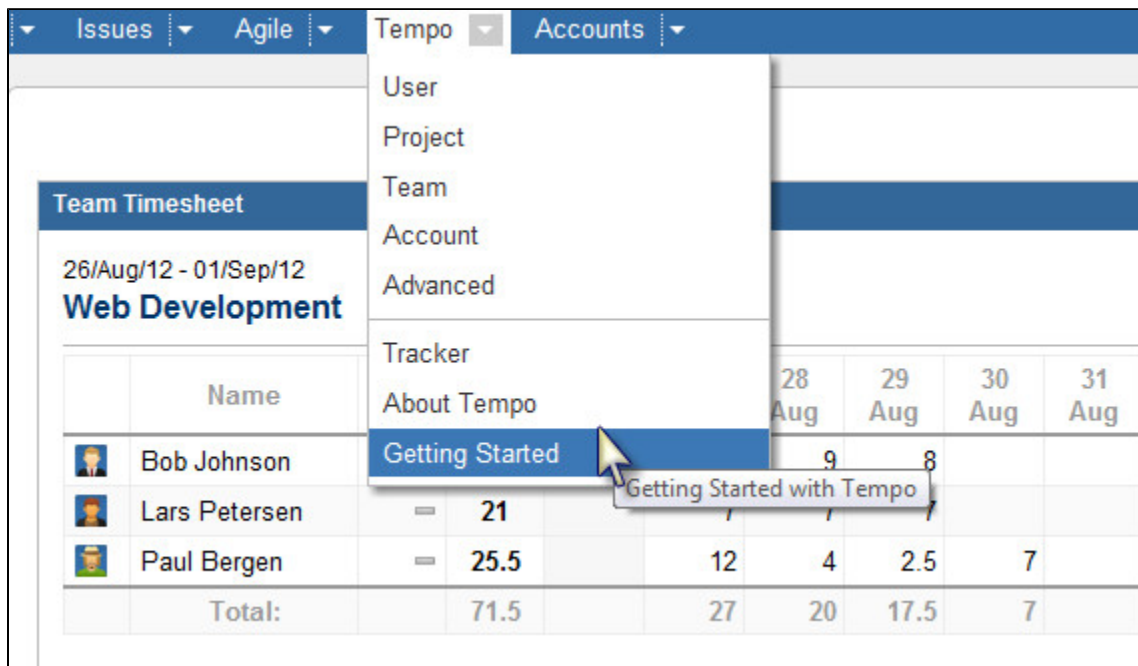 Issues Agile Tempo Accounts
User
Project
Team
Account
Advanced
Tracker
About Tempo
Getting Started
Getting Started with Tempo
Team Timesheet
26/Aug/12 - 01/Sep/12
Web Development
Name 28 Aug 29 Aug 30 Aug 31 Aug
Bob Johnson 9 8
Lars Petersen 21 7 7 7
Paul Bergen 25.5 12 4 2.5 7
Total: 71.5 27 20 17.5 7